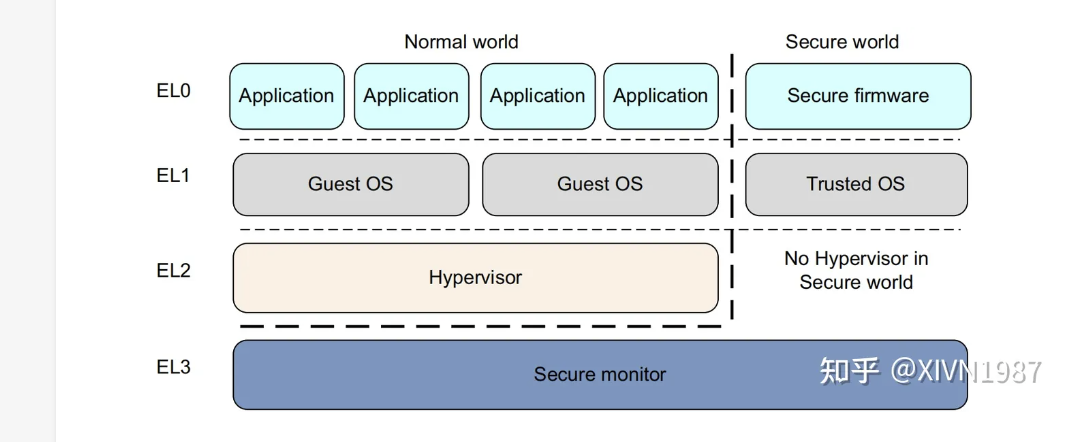 Normal world
Secure world
EL0
Application
Application
Application
Application
Secure firmware
EL1
Guest OS
Guest OS
Trusted OS
EL2
Hypervisor
No Hypervisor in
Secure world
EL3
Secure monitor
知乎 @XIVN1987